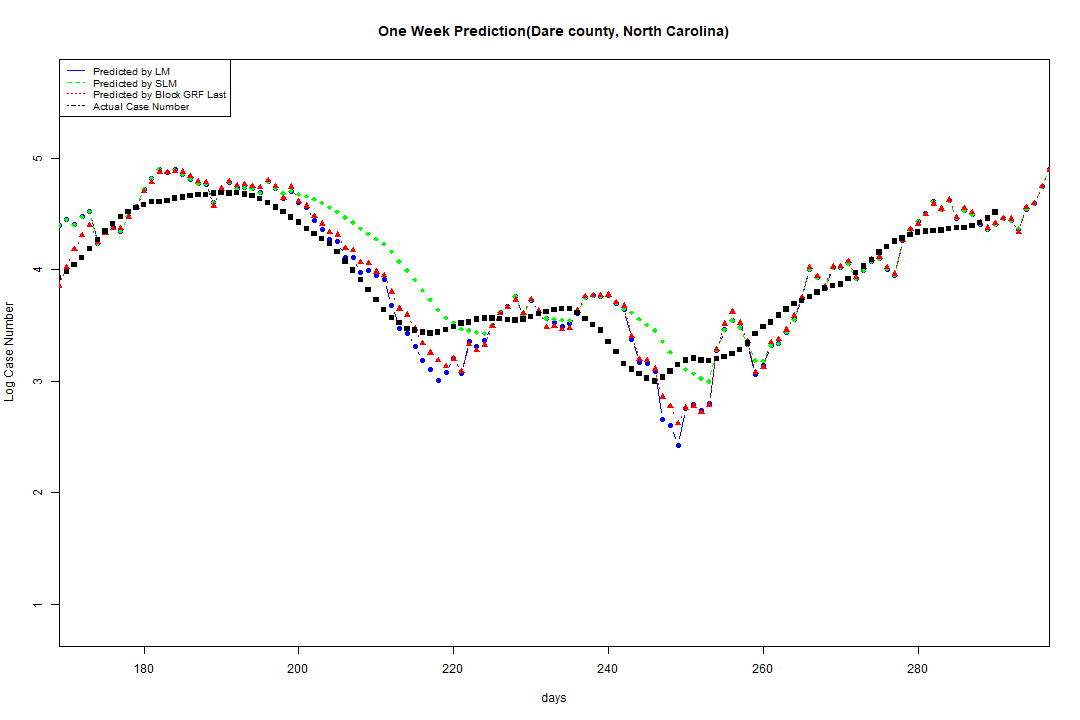 One Week Prediction(Dare county, North Carolina)
Predicted by LM
Predicted by SLM
Predicted by Block GRF Last
Actual Case Number
5
4
3
2
1
Log Case Number
180 200 220 240 260 280
days